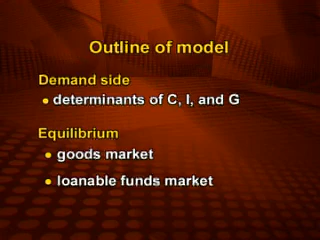 Outline of model
Demand side
● determinants of C, I, and G
Equilibrium
● goods market
● loanable funds market